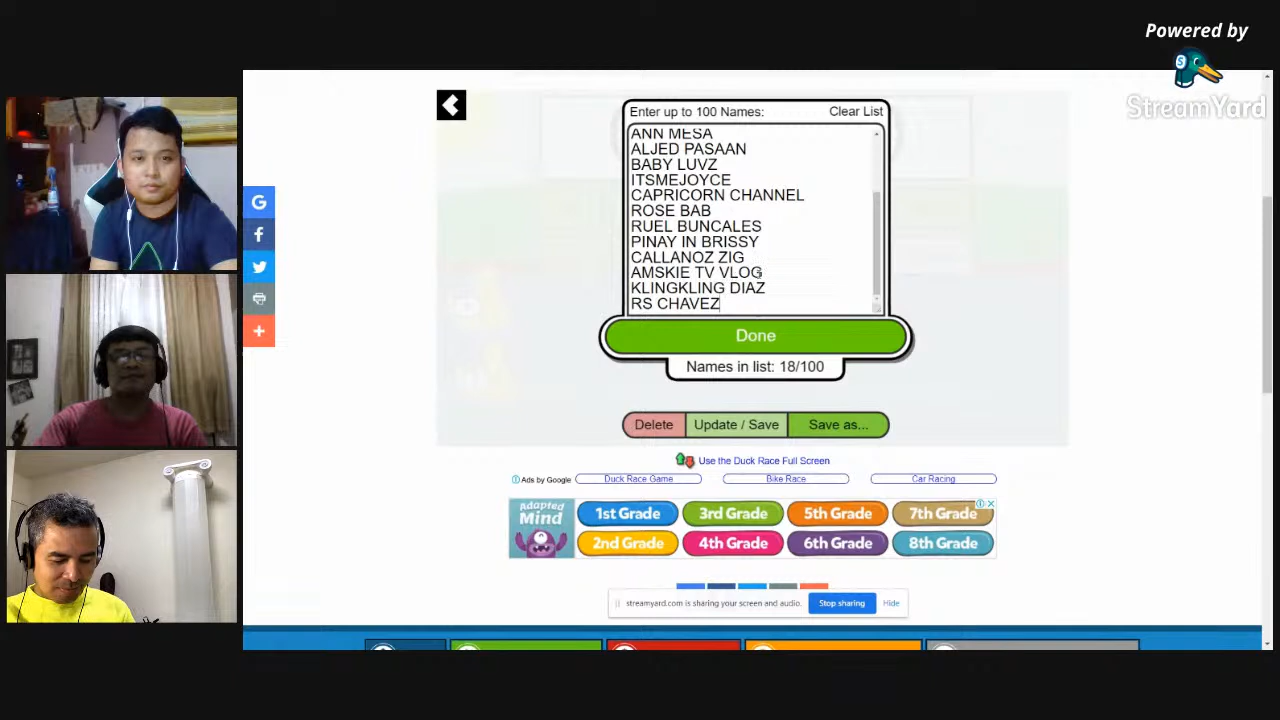 Powered by
StreamYard
Enter up to 100 Names:
Clear List
ANN MESA
ALJED PASAAN
BABY LUVZ
ITSMEJOYCE
CAPRICORN CHANNEL
ROSE BAB
RUEL BUNCALES
PINAY IN BRISSY
CALLANOZ ZIG
AMSKIE TV VLOG
KLINGKLING DIAZ
RS CHAVEZ
Done
Names in list: 18/100
Delete
Update / Save
Save as...
Use the Duck Race Full Screen
Ads by Google
Duck Race Game
Bike Race
Car Racing
Adapted
Mind
1st Grade
3rd Grade
5th Grade
7th Grade
2nd Grade
4th Grade
6th Grade
8th Grade
streamyard.com is sharing your screen and audio.
Stop sharing
Hide